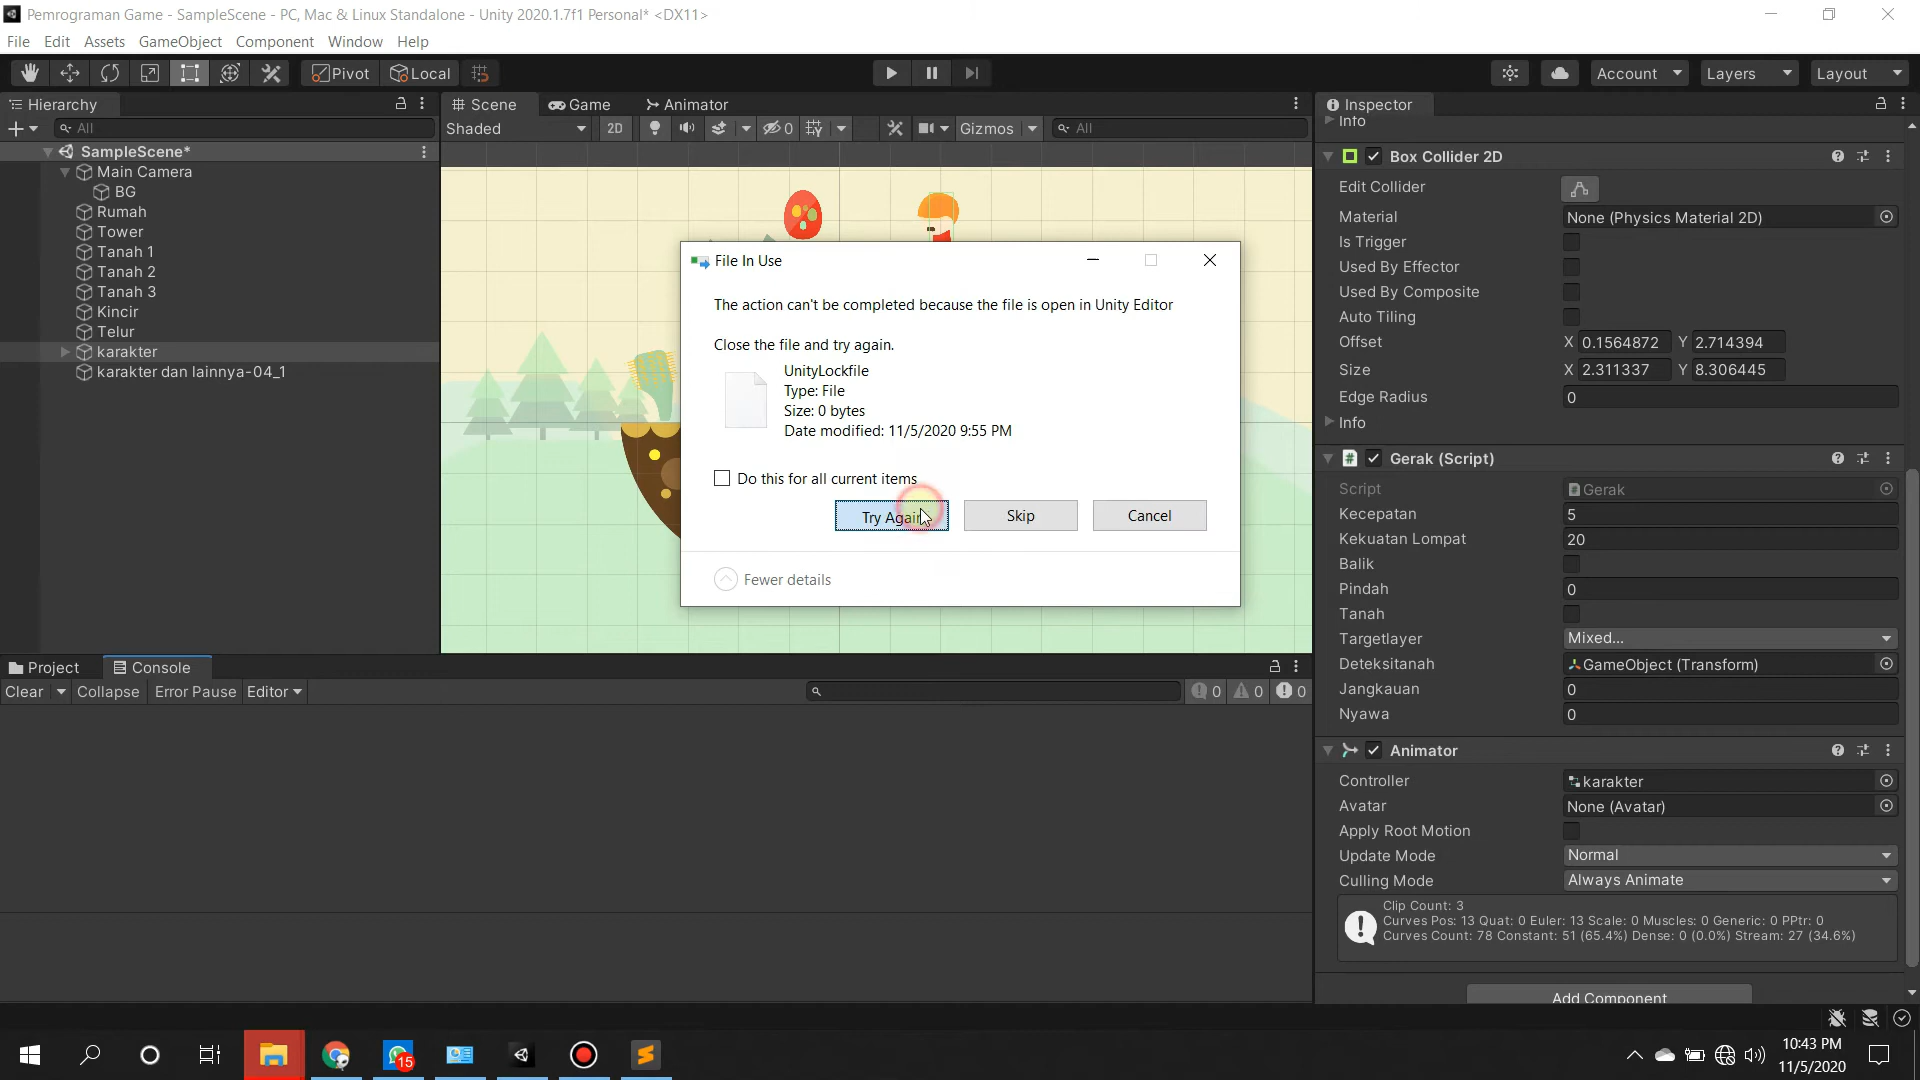 Pemrograman Game - SampleScene - PC, Mac & Linux Standalone - Unity 2020.1.7f1 Personal* <DX11>
File Edit Assets GameObject Component Window Help
Pivot Local Account Layers Layout
Hierarchy
All
SampleScene*
Main Camera
BG
Rumah
Tower
Tanah 1
Tanah 2
Tanah 3
Kincir
Telur
karakter
karakter dan lainnya-04_1
Scene Game Animator
Shaded 2D 0 Gizmos All
File In Use
The action can't be completed because the file is open in Unity Editor
Close the file and try again.
UnityLockfile
Type: File
Size: 0 bytes
Date modified: 11/5/2020 9:55 PM
Do this for all current items
Try Again Skip Cancel
Fewer details
Inspector
Info
Box Collider 2D
Edit Collider
Material None (Physics Material 2D)
Is Trigger
Used By Effector
Used By Composite
Auto Tiling
Offset X 0.1564872 Y 2.714394
Size X 2.311337 Y 8.306445
Edge Radius 0
Info
Gerak (Script)
Script Gerak
Kecepatan 5
Kekuatan Lompat 20
Balik
Pindah 0
Tanah
Targetlayer Mixed...
Deteksitanah GameObject (Transform)
Jangkauan 0
Nyawa 0
Animator
Controller karakter
Avatar None (Avatar)
Apply Root Motion
Update Mode Normal
Culling Mode Always Animate
Clip Count: 3
Curves Pos: 13 Quat: 0 Euler: 13 Scale: 0 Muscles: 0 Generic: 0 PPtr: 0
Curves Count: 78 Constant: 51 (65.4%) Dense: 0 (0.0%) Stream: 27 (34.6%)
Add Component
Project Console
Clear Collapse Error Pause Editor 0 0 0
15
10:43 PM
11/5/2020